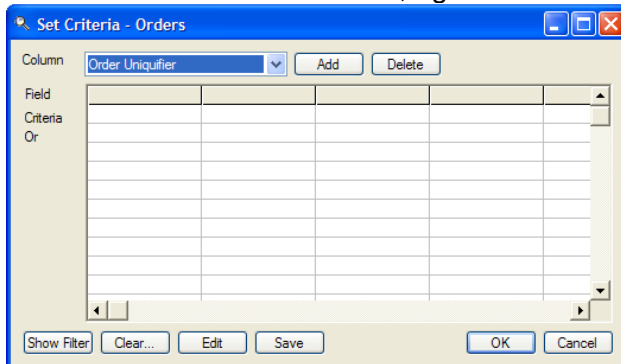 Set Criteria - Orders
Column Order Uniquifier Add Delete
Field
Criteria
Or
Show Filter Clear... Edit Save OK Cancel